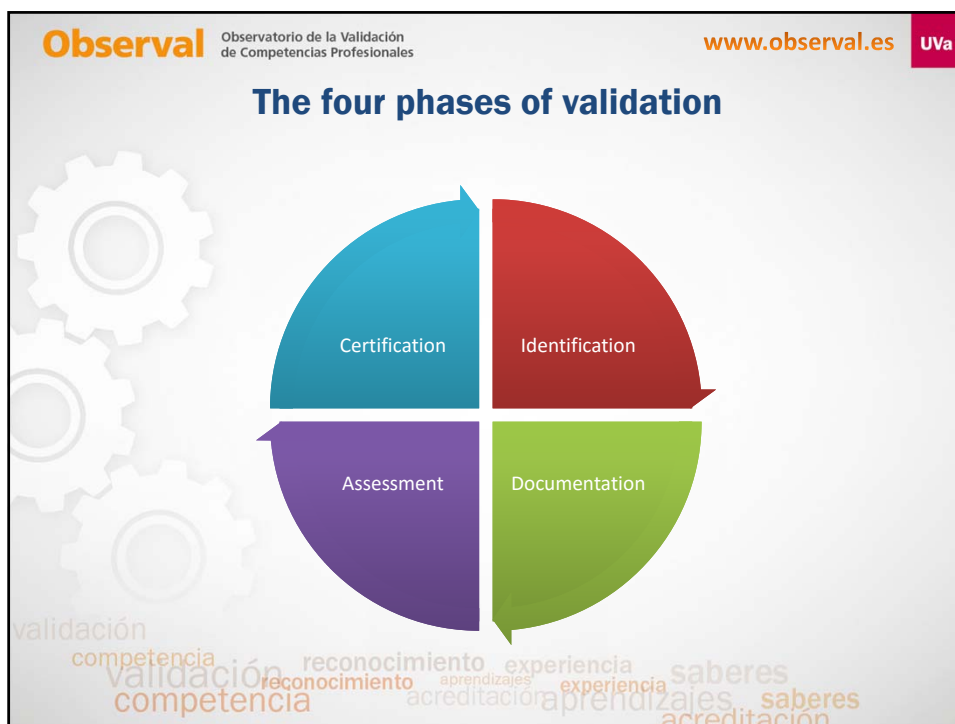 Observal
Observatorio de la Validación
de Competencias Profesionales
www.observal.es
UVa
The four phases of validation
Certification
Identification
Assessment
Documentation
validación
competencia
validación
reconocimiento
reconocimiento
competencia
aprendizajes
experiencia
experiencia
acreditación
aprendizajes
saberes
saberes
acreditación